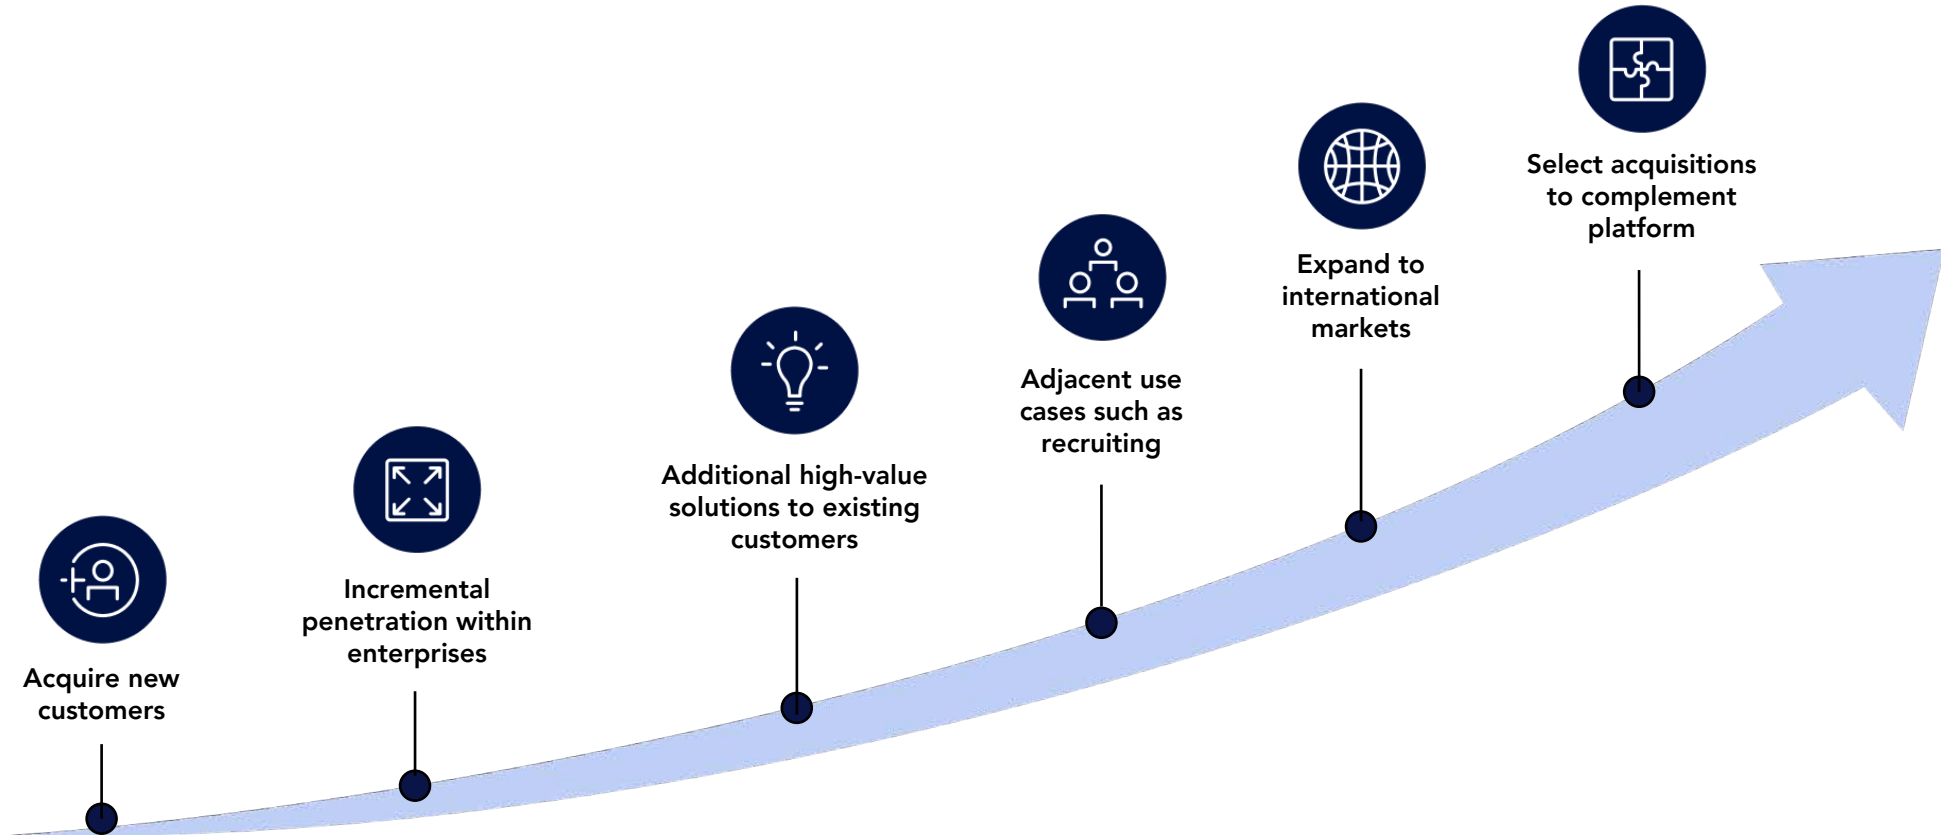 Acquire new
customers
Incremental
penetration within
enterprises
Additional high-value
solutions to existing
customers
Adjacent use
cases such as
recruiting
Expand to
international
markets
Select acquisitions
to complement
platform